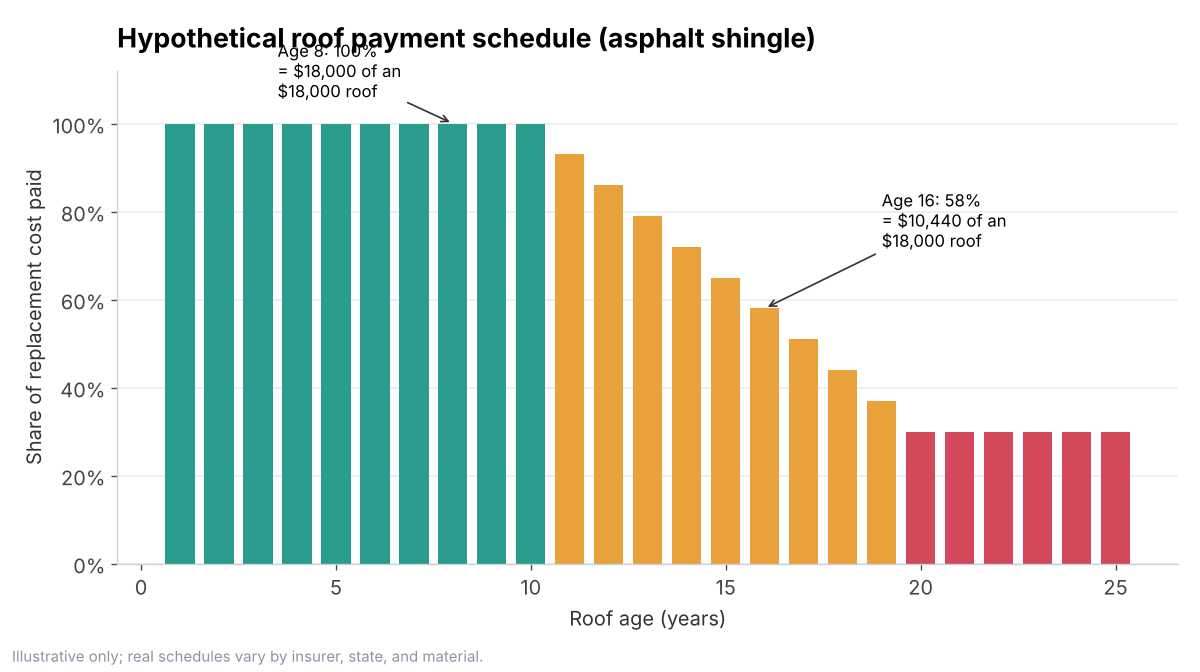 Hypothetical roof payment schedule (asphalt shingle)
Age 8: 100%
= $18,000 of an
$18,000 roof
Age 16: 58%
= $10,440 of an
$18,000 roof
Share of replacement cost paid
100%
80%
60%
40%
20%
0%
0
5
10
15
20
25
Roof age (years)
Illustrative only; real schedules vary by insurer, state, and material.